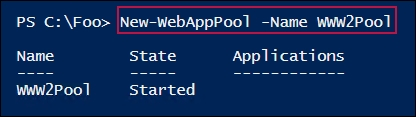 PS C:\Foo> New-WebAppPool -Name WWW2Pool
Name State Applications
---- ----- ------------
WWW2Pool Started